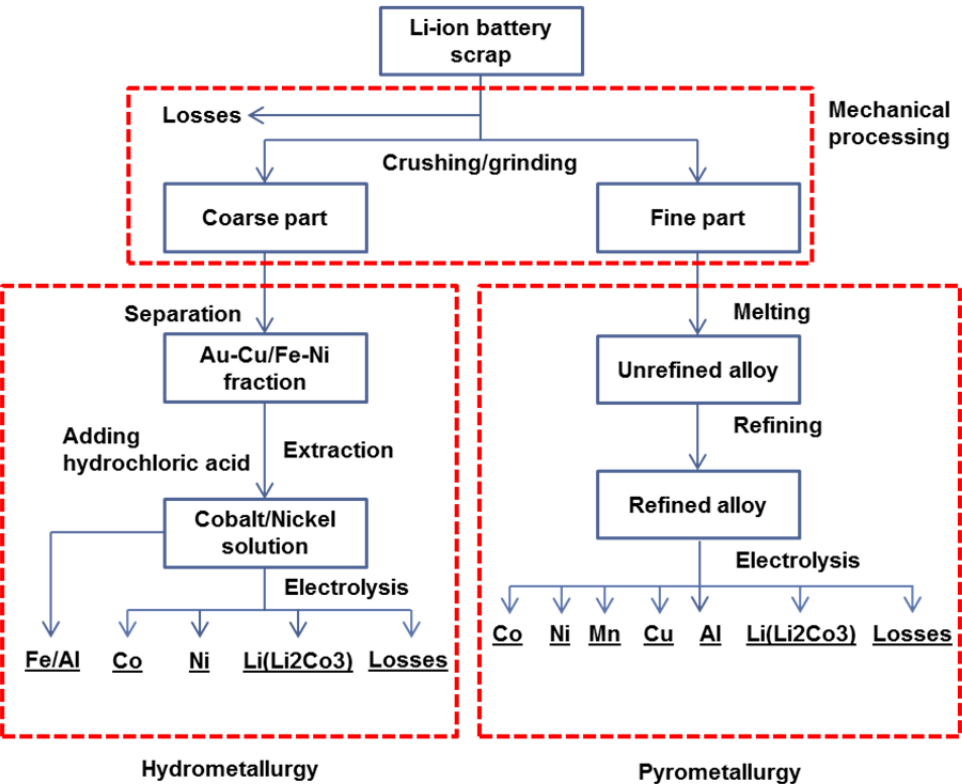 Li-ion battery
scrap
Losses
Mechanical
processing
Crushing/grinding
Coarse part
Fine part
Separation
Melting
Au-Cu/Fe-Ni
fraction
Unrefined alloy
Adding
hydrochloric acid
Extraction
Refining
Cobalt/Nickel
solution
Refined alloy
Electrolysis
Electrolysis
Fe/Al Co Ni Li(Li2Co3) Losses
Co Ni Mn Cu Al Li(Li2Co3) Losses
Hydrometallurgy
Pyrometallurgy